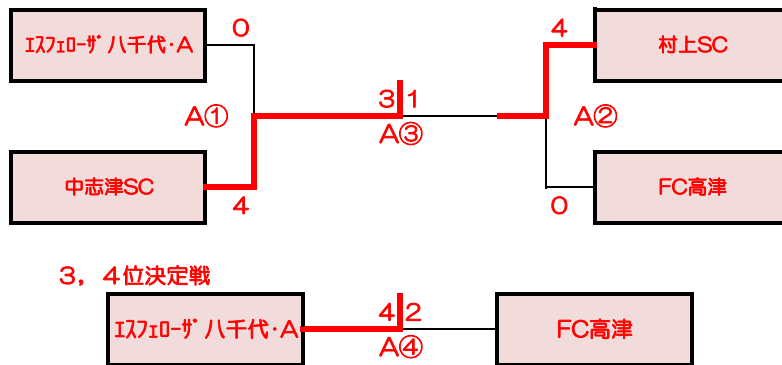 ｴｽﾌｪﾛｰｻﾞ八千代・A
0
4
村上SC
A①
3
1
A②
A③
中志津SC
4
0
FC高津
3，4位決定戦
ｴｽﾌｪﾛｰｻﾞ八千代・A
4
2
FC高津
A④